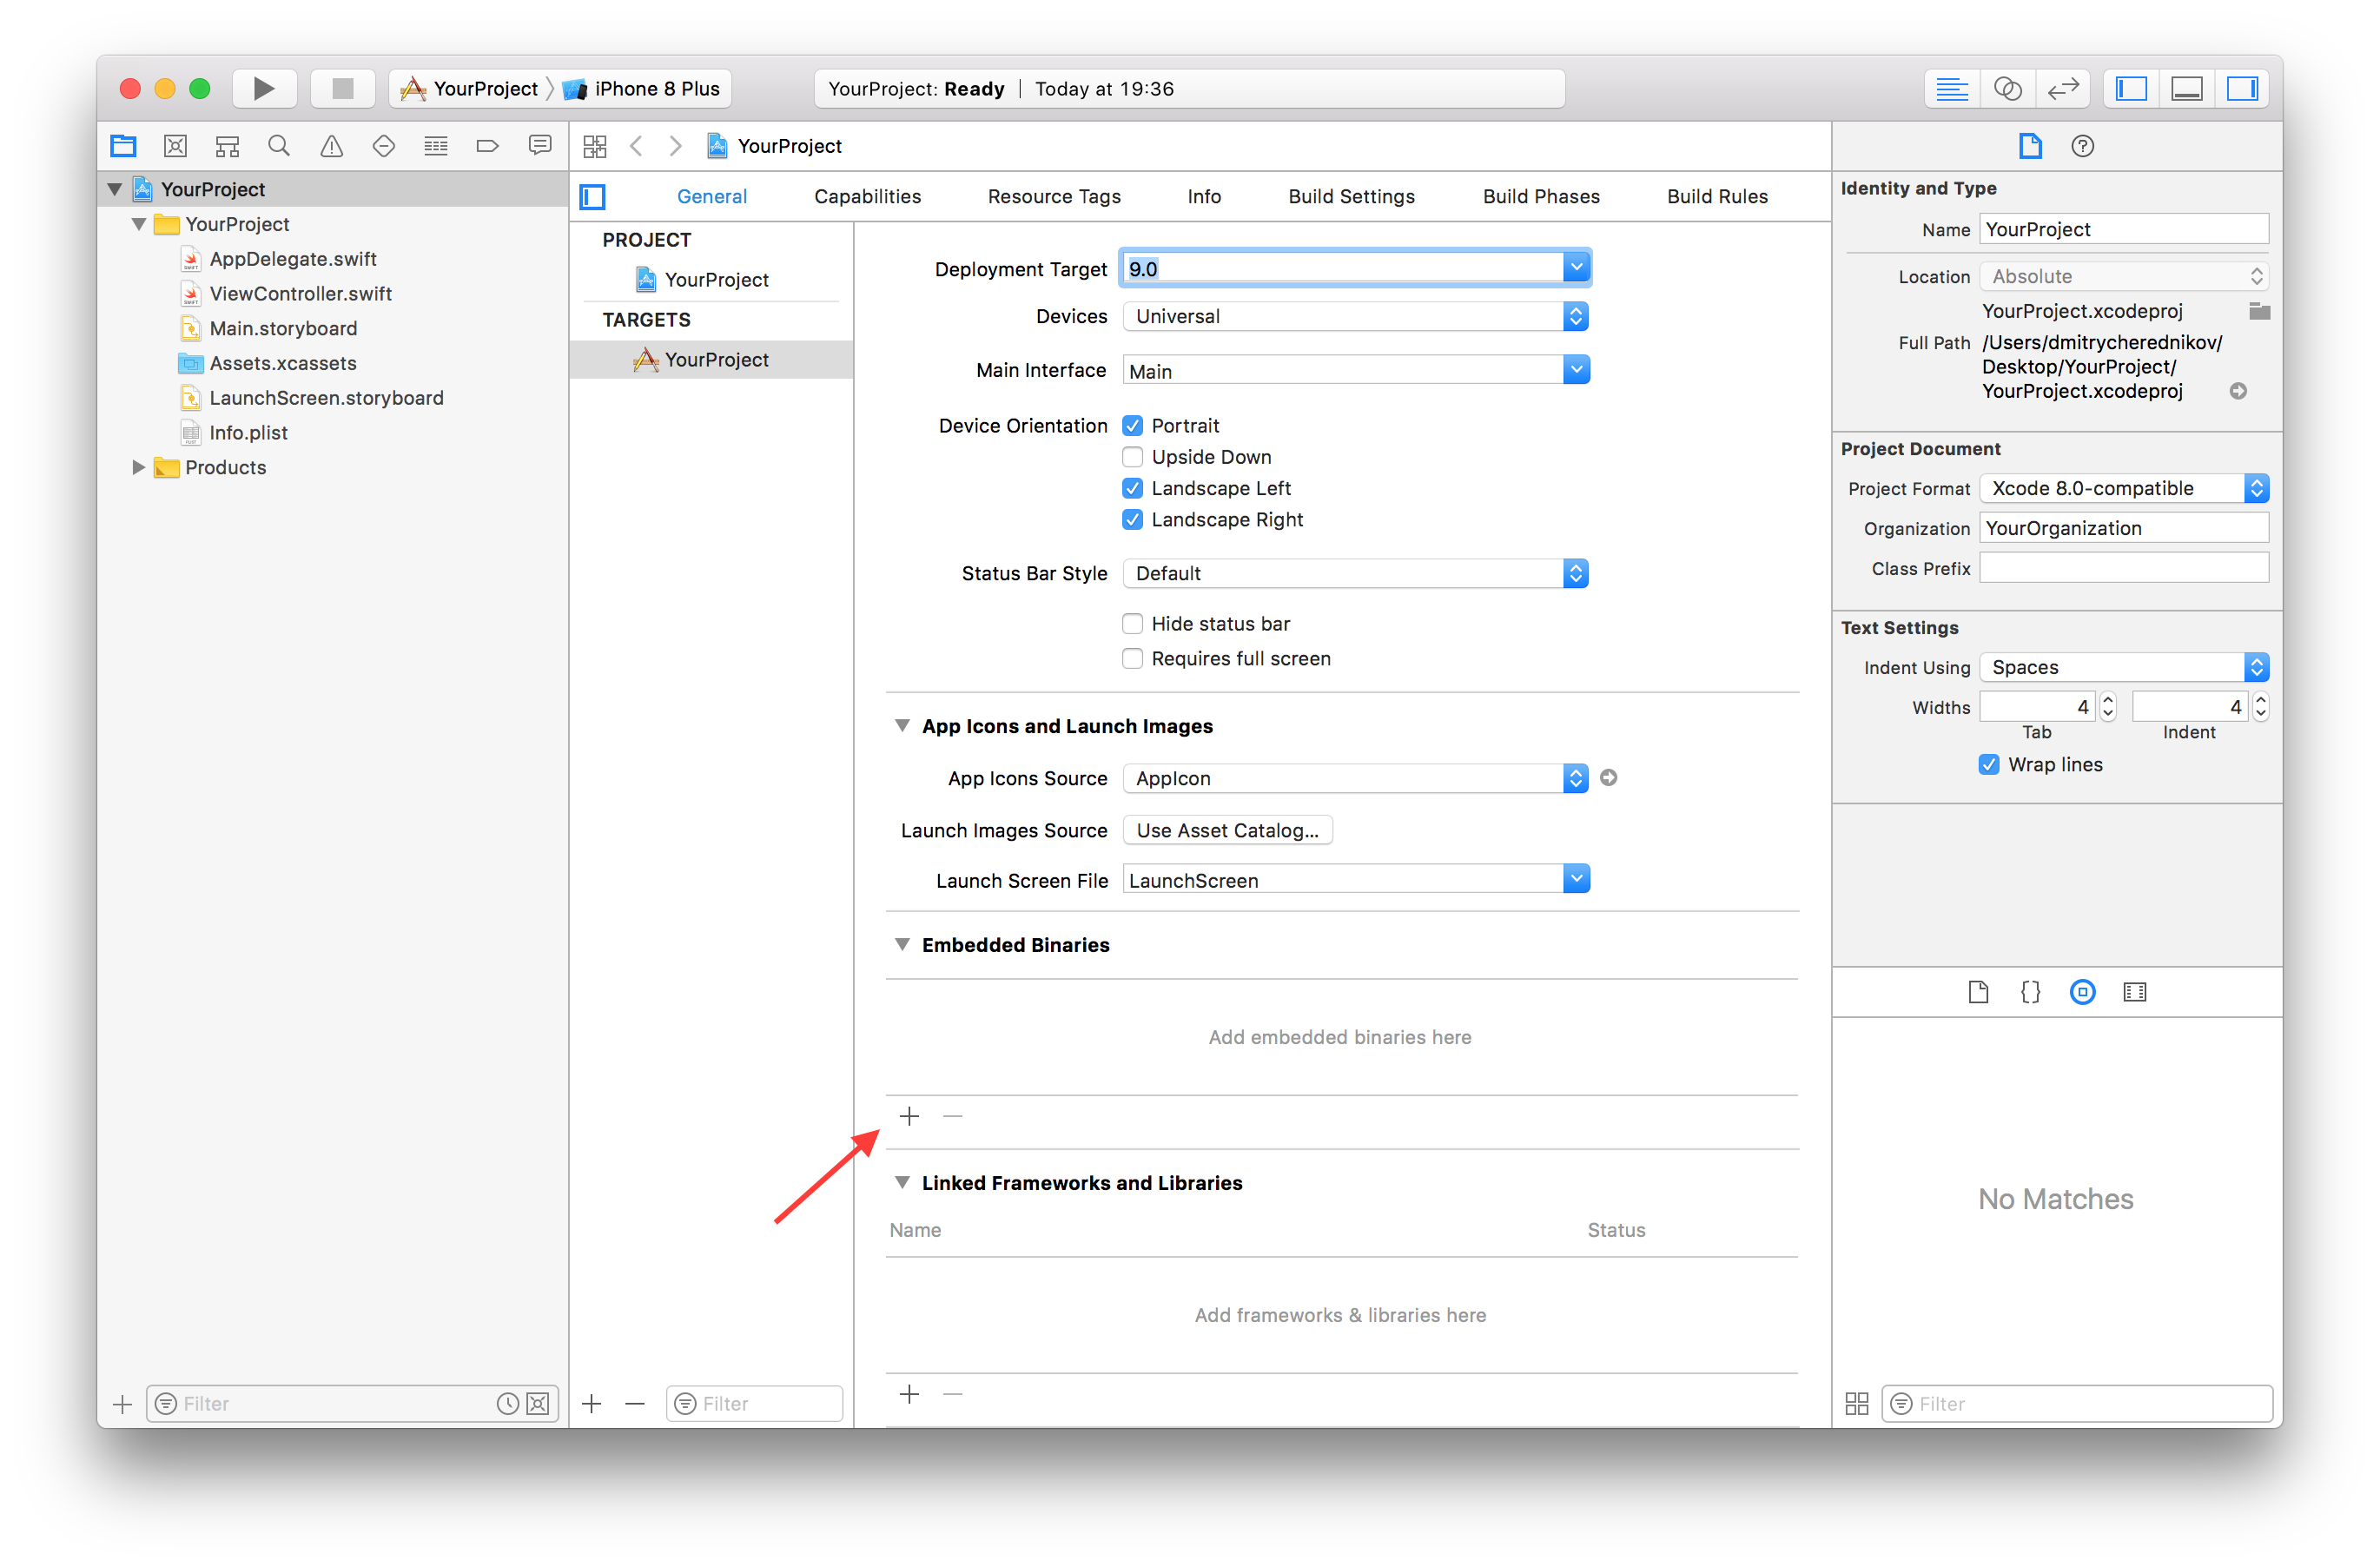 YourProject iPhone 8 Plus
YourProject: Ready | Today at 19:36
YourProject
YourProject
YourProject
AppDelegate.swift
ViewController.swift
Main.storyboard
Assets.xcassets
LaunchScreen.storyboard
Info.plist
Products
Filter
General Capabilities Resource Tags Info Build Settings Build Phases Build Rules
PROJECT
YourProject
TARGETS
YourProject
Filter
Deployment Target 9.0
Devices Universal
Main Interface Main
Device Orientation Portrait
Upside Down
Landscape Left
Landscape Right
Status Bar Style Default
Hide status bar
Requires full screen
App Icons and Launch Images
App Icons Source AppIcon
Launch Images Source Use Asset Catalog...
Launch Screen File LaunchScreen
Embedded Binaries
Add embedded binaries here
Linked Frameworks and Libraries
Name Status
Add frameworks & libraries here
Identity and Type
Name YourProject
Location Absolute
YourProject.xcodeproj
Full Path /Users/dmitrycherednikov/
Desktop/YourProject/
YourProject.xcodeproj
Project Document
Project Format Xcode 8.0-compatible
Organization YourOrganization
Class Prefix
Text Settings
Indent Using Spaces
Widths 4 4
Tab Indent
Wrap lines
No Matches
Filter